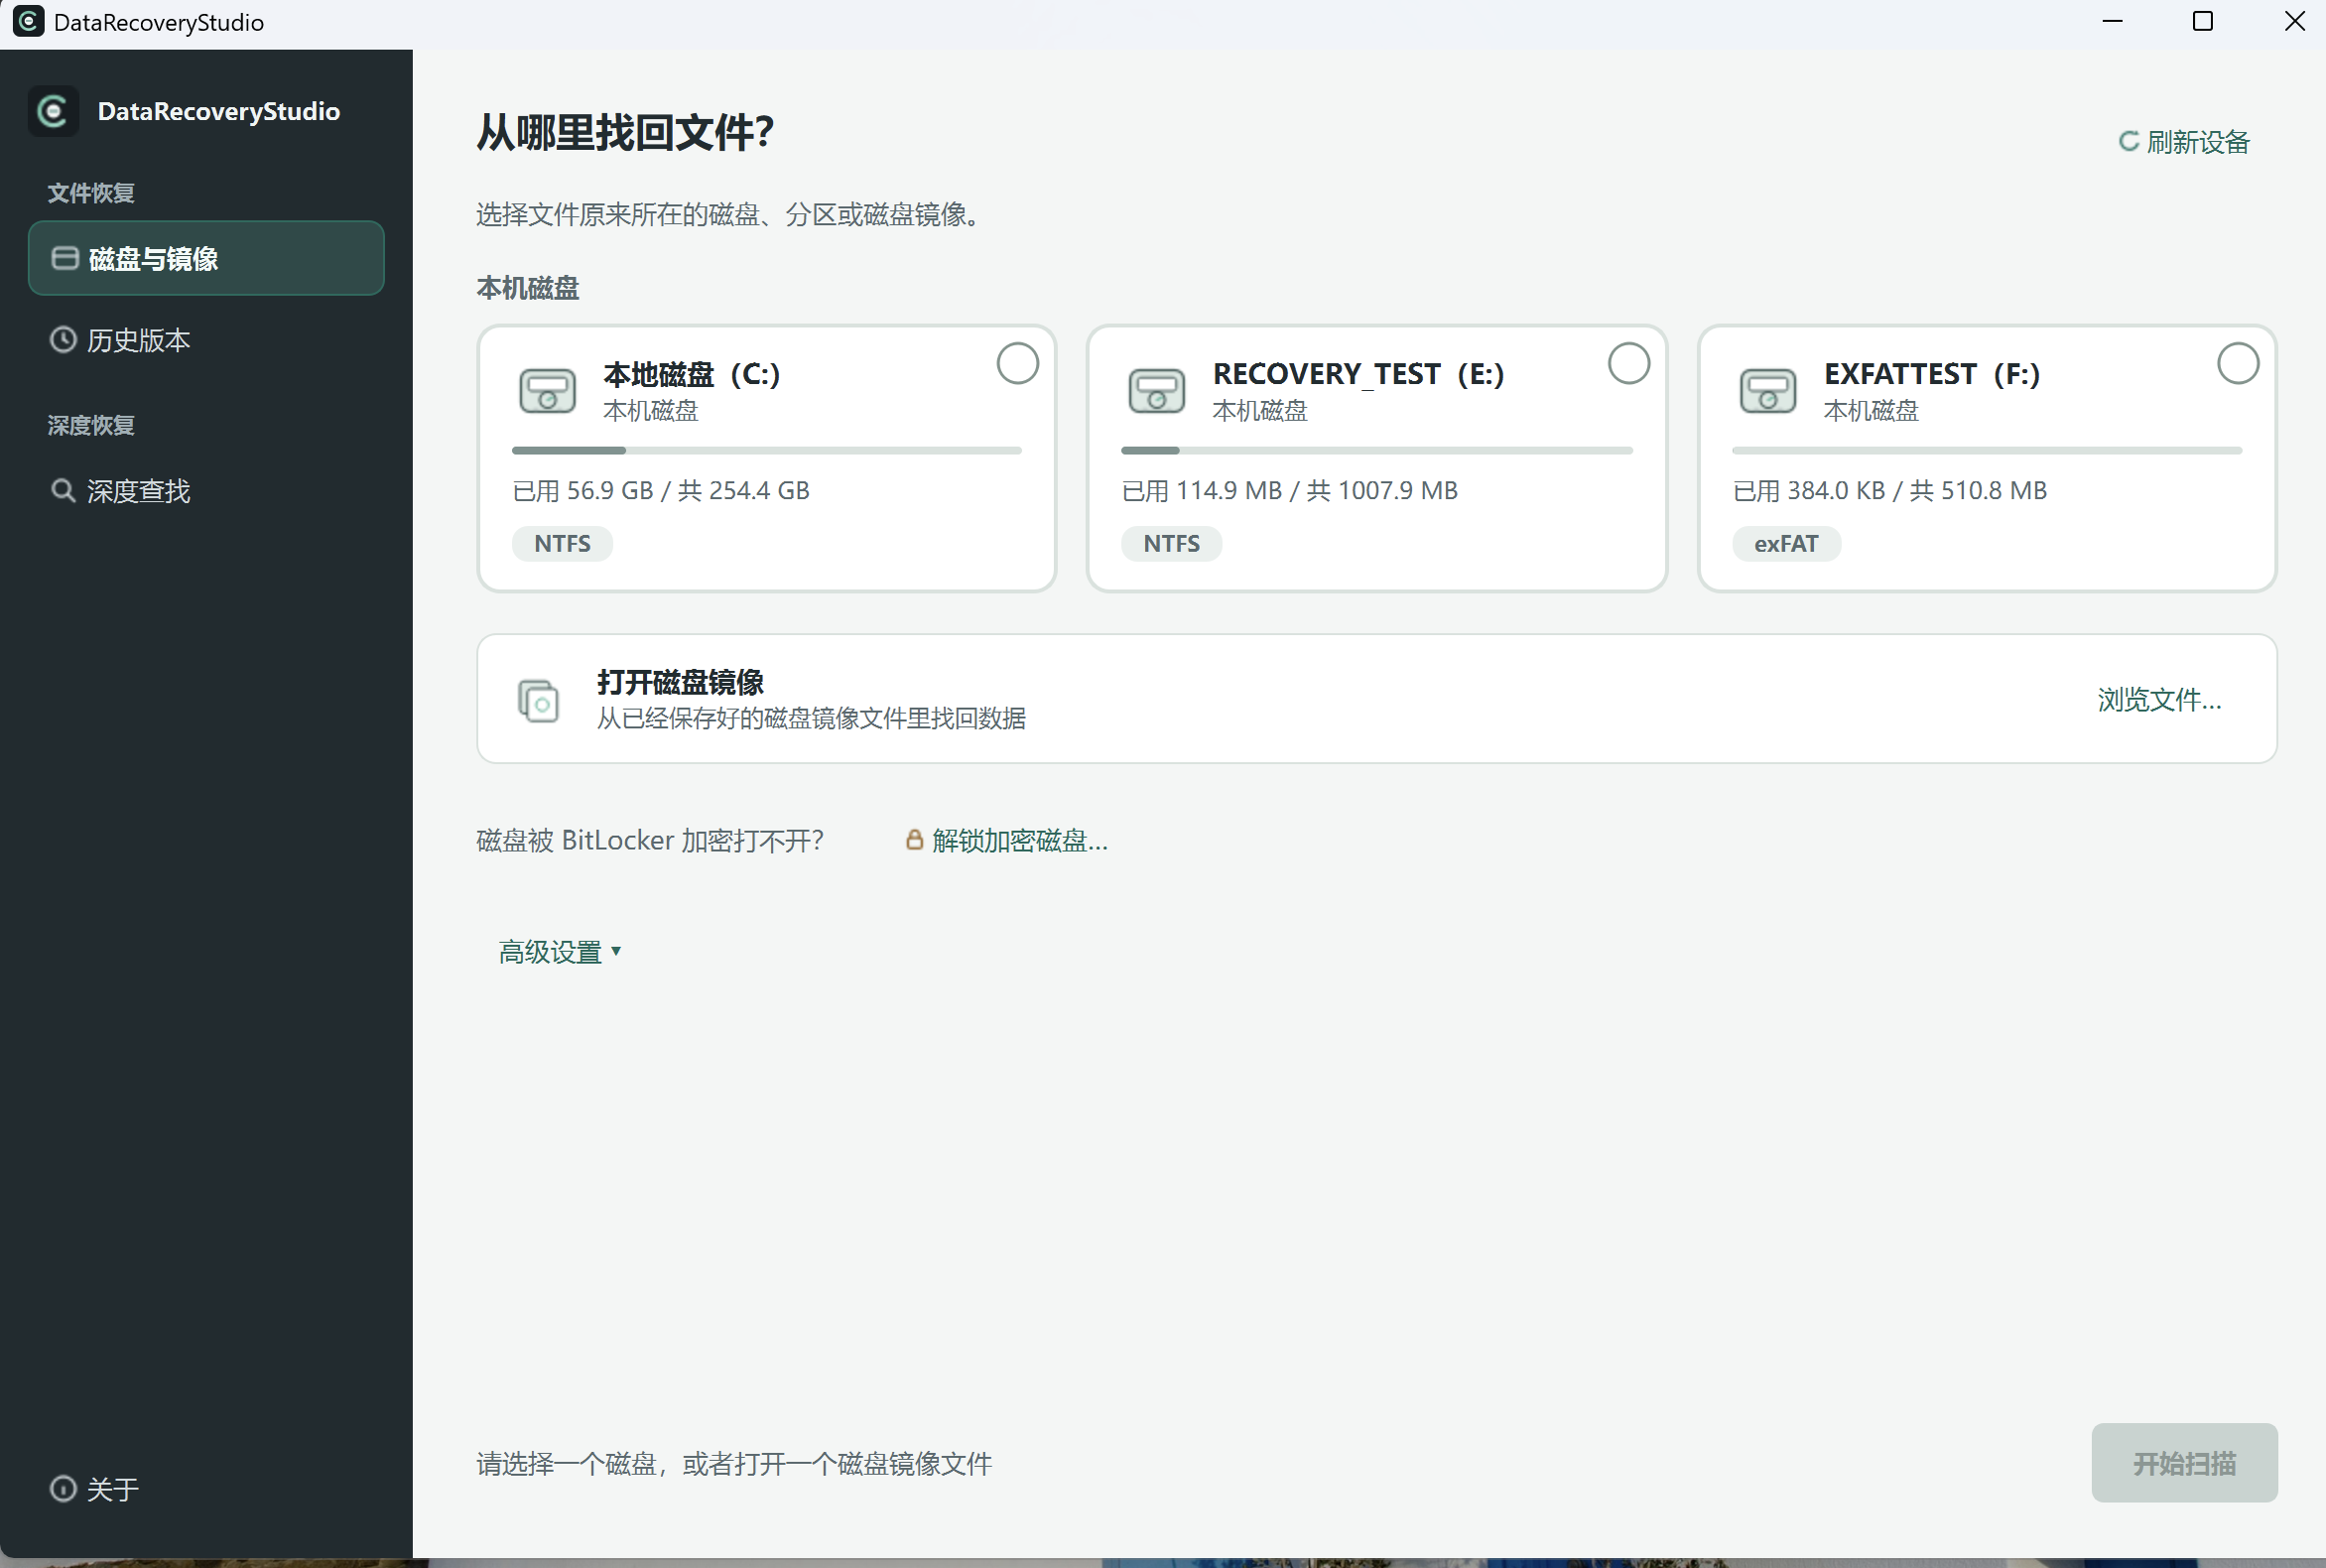 DataRecoveryStudio
DataRecoveryStudio
文件恢复
磁盘与镜像
历史版本
深度恢复
深度查找
关于
从哪里找回文件?
刷新设备
选择文件原来所在的磁盘、分区或磁盘镜像。
本机磁盘
本地磁盘 (C:)
本机磁盘
已用 56.9 GB / 共 254.4 GB
NTFS
RECOVERY_TEST (E:)
本机磁盘
已用 114.9 MB / 共 1007.9 MB
NTFS
EXFATTEST (F:)
本机磁盘
已用 384.0 KB / 共 510.8 MB
exFAT
打开磁盘镜像
从已经保存好的磁盘镜像文件里找回数据
浏览文件...
磁盘被 BitLocker 加密打不开?
解锁加密磁盘...
高级设置 ▾
请选择一个磁盘，或者打开一个磁盘镜像文件
开始扫描